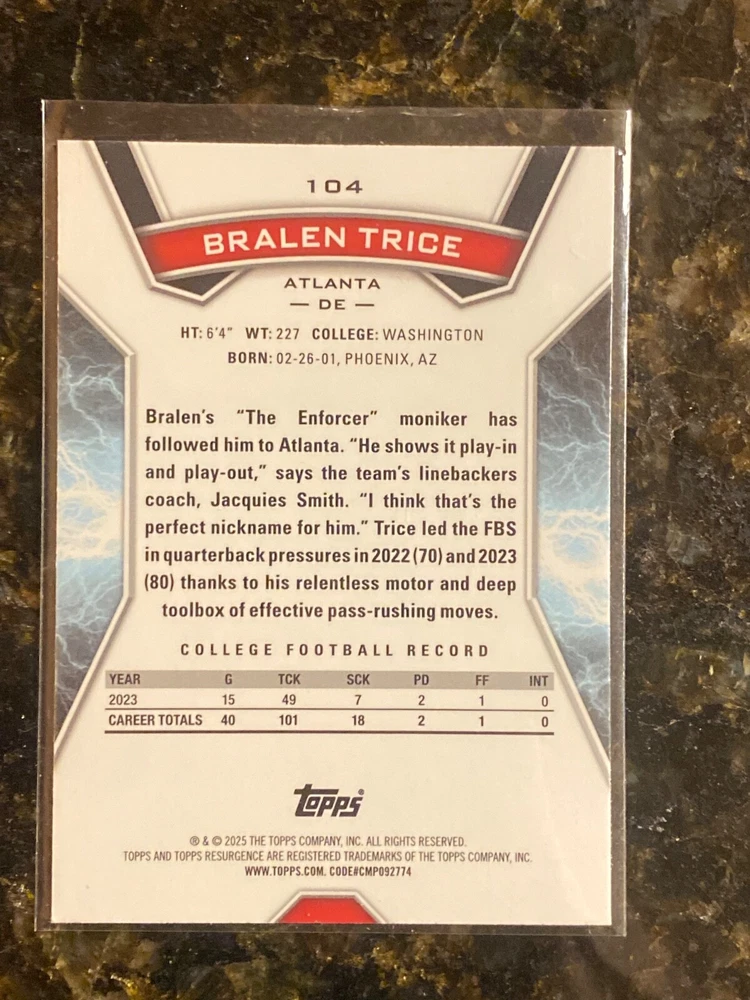 104
BRALEN TRICE
ATLANTA
— DE —
HT: 6'4" WT: 227 COLLEGE: WASHINGTON
BORN: 02-26-01, PHOENIX, AZ
Bralen's "The Enforcer" moniker has
followed him to Atlanta. "He shows it play-in
and play-out," says the team's linebackers
coach, Jacquies Smith. "I think that's the
perfect nickname for him." Trice led the FBS
in quarterback pressures in 2022 (70) and 2023
(80) thanks to his relentless motor and deep
toolbox of effective pass-rushing moves.
COLLEGE FOOTBALL RECORD
YEAR G TCK SCK PD FF INT
2023 15 49 7 2 1 0
CAREER TOTALS 40 101 18 2 1 0
topps
® & © 2025 THE TOPPS COMPANY, INC. ALL RIGHTS RESERVED.
TOPPS AND TOPPS RESURGENCE ARE REGISTERED TRADEMARKS OF THE TOPPS COMPANY, INC.
WWW.TOPPS.COM. CODE#CMP092774